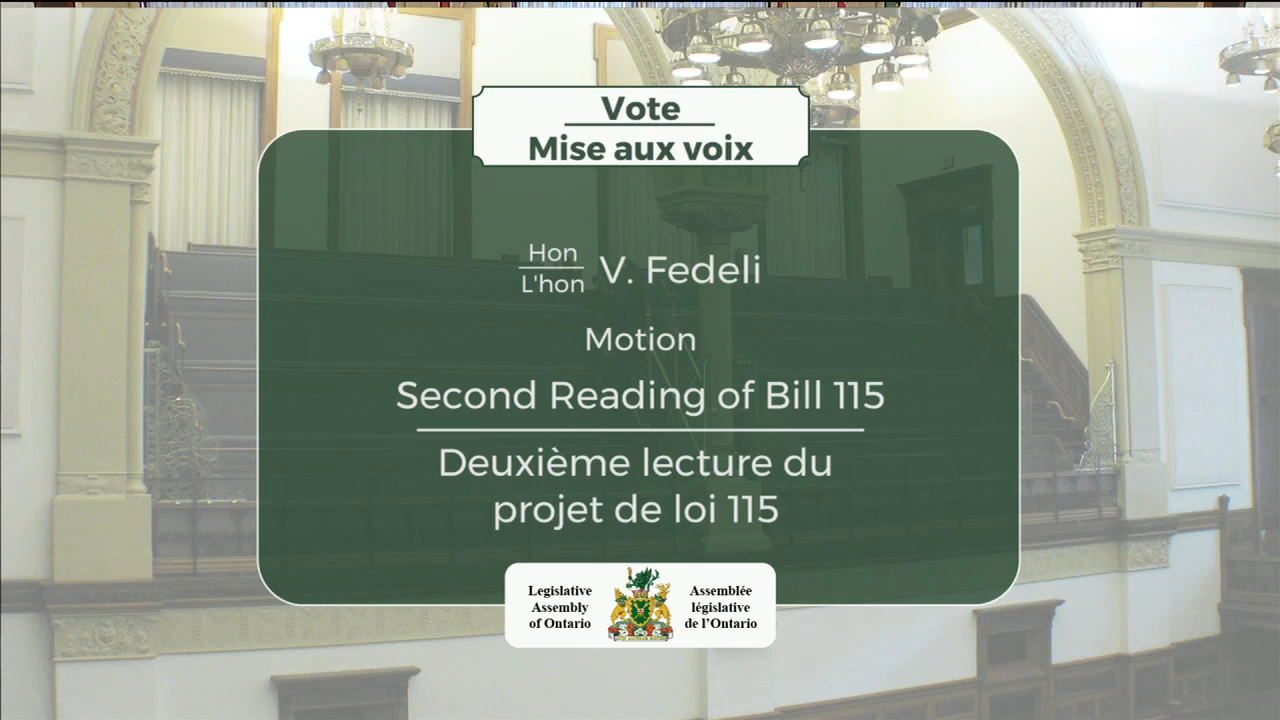 Vote
Mise aux voix
Hon
L'hon
V. Fedeli
Motion
Second Reading of Bill 115
Deuxième lecture du
projet de loi 115
Legislative
Assembly
of Ontario
Assemblée
législative
de l'Ontario